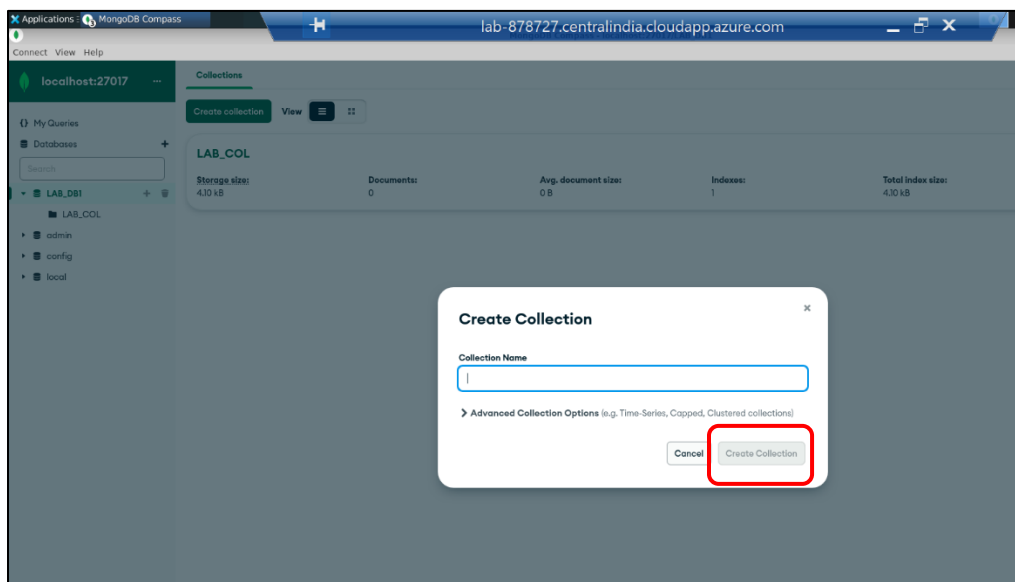 Applications : MongoDB Compass
lab-878727.centralindia.cloudapp.azure.com
Connect View Help
localhost:27017 ...
{} My Queries
Databases +
Search
LAB_DB1 +
LAB_COL
admin
config
local
Collections
Create collection View
LAB_COL
Storage size: Documents: Avg. document size: Indexes: Total index size:
4.10 kB 0 0 B 1 4.10 kB
Create Collection
Collection Name
Advanced Collection Options (e.g. Time-Series, Capped, Clustered collections)
Cancel Create Collection